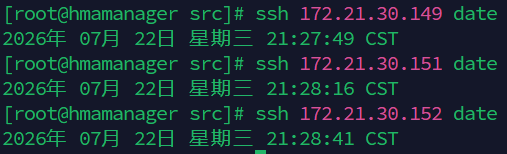 [root@hmamanager src]# ssh 172.21.30.149 date
2026年 07月 22日 星期三 21:27:49 CST
[root@hmamanager src]# ssh 172.21.30.151 date
2026年 07月 22日 星期三 21:28:16 CST
[root@hmamanager src]# ssh 172.21.30.152 date
2026年 07月 22日 星期三 21:28:41 CST